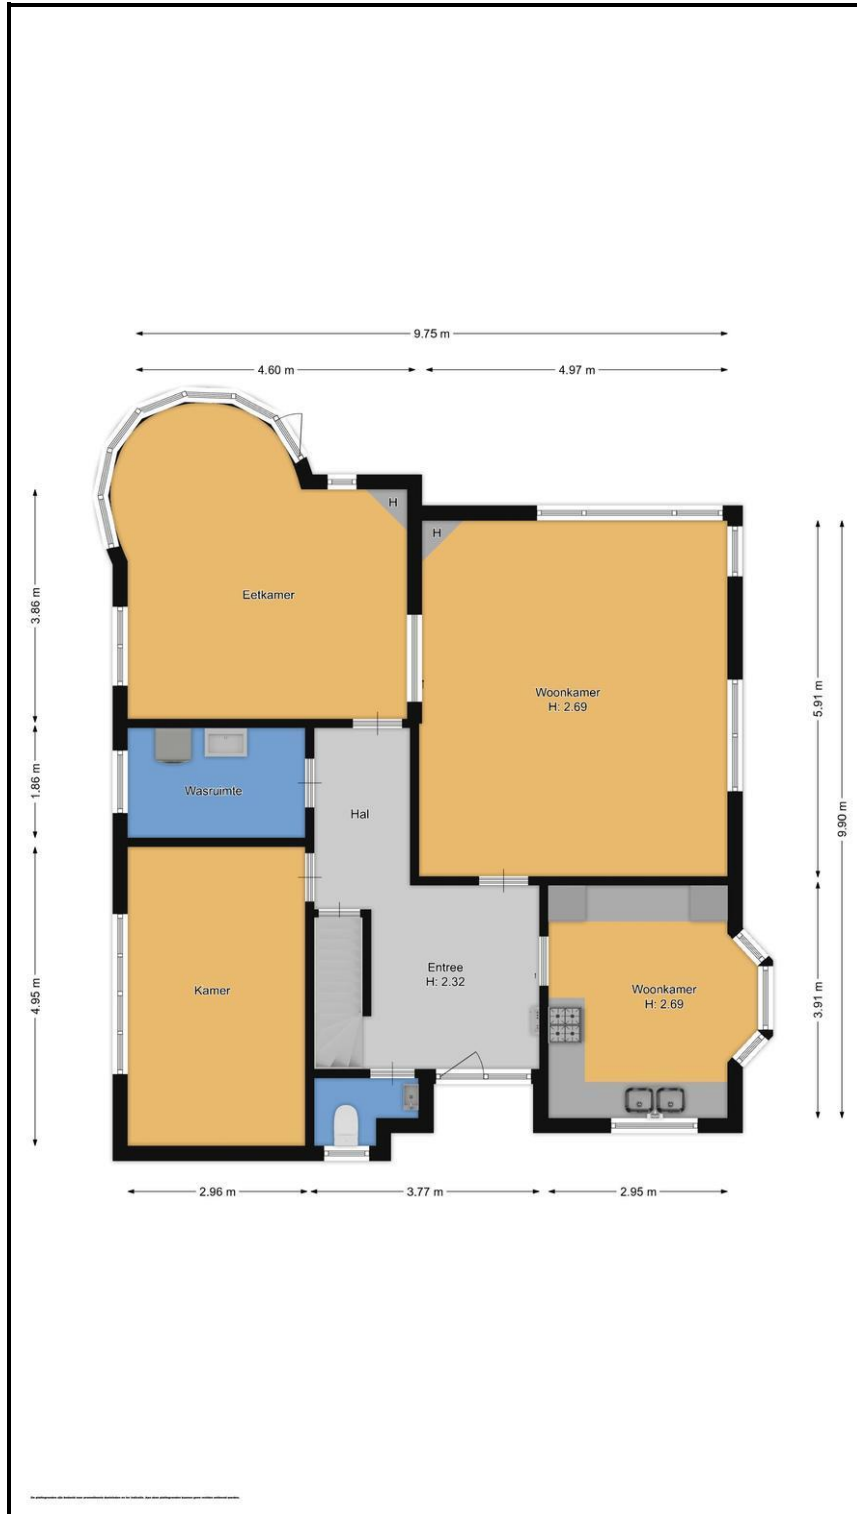 9.75 m
4.60 m
4.97 m
H
H
Eetkamer
3.86 m
Woonkamer
H: 2.69
5.91 m
1.86 m
Wasruimte
Hal
9.90 m
Entree
H: 2.32
Kamer
Woonkamer
H: 2.69
4.95 m
3.91 m
2.96 m
3.77 m
2.95 m